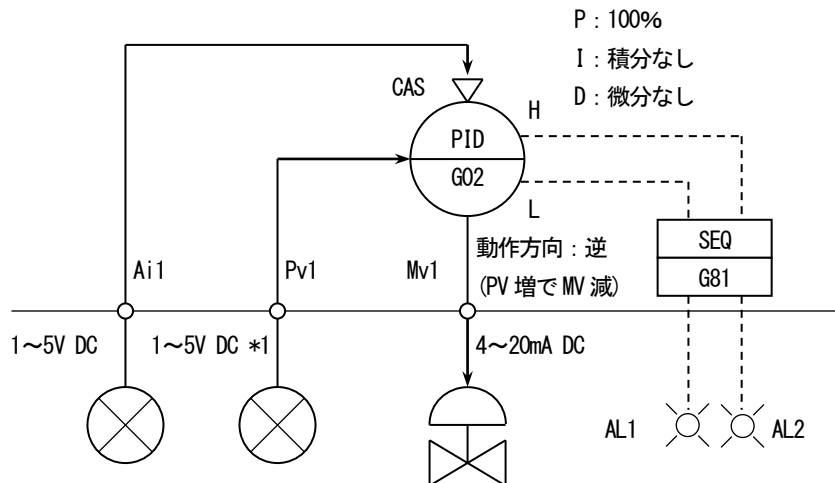 P：100%
I：積分なし
D：微分なし
CAS
H
PID
G02
L
SEQ
G81
Ai1
Pv1
Mv1
動作方向：逆
(PV 増で MV 減)
1～5V DC
1～5V DC *1
4～20mA DC
AL1
AL2